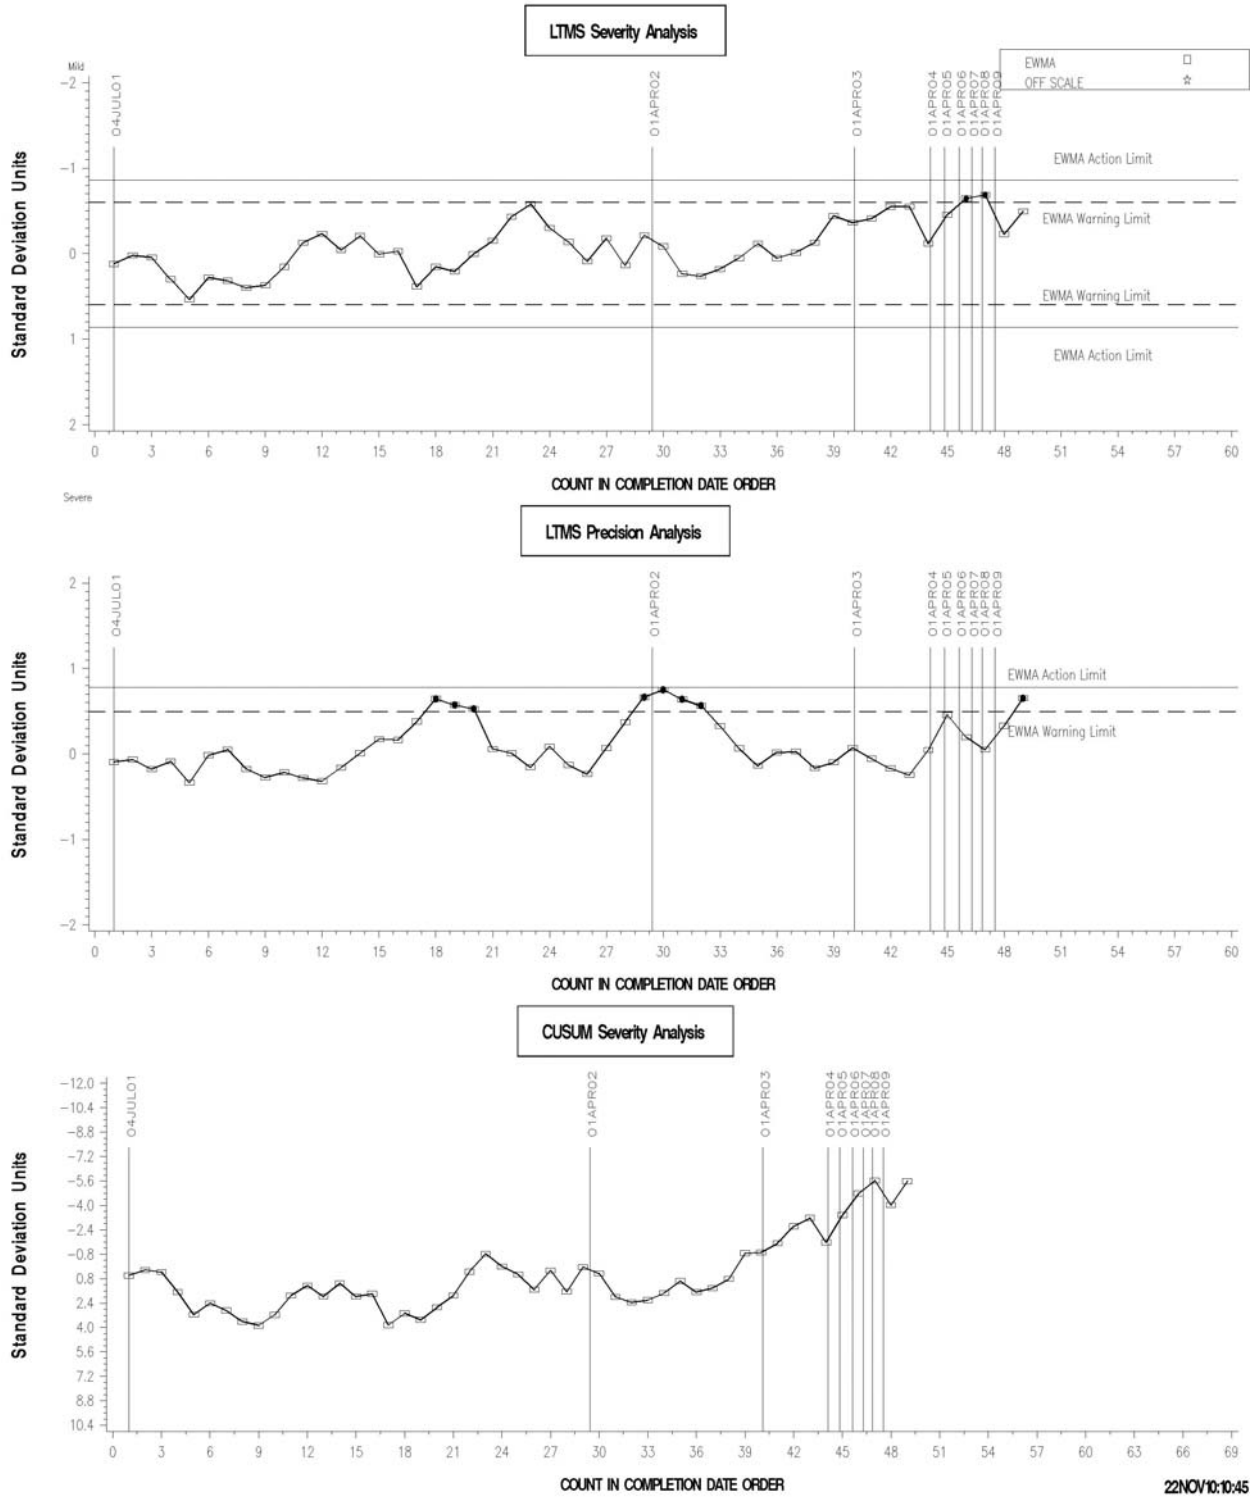 LTMS Severity Analysis
Mild
EWMA
OFF SCALE
04JUL01
01APR02
01APR03
01APR04
01APR05
01APR06
01APR07
01APR08
01APR09
Standard Deviation Units
-2
-1
0
1
2
EWMA Action Limit
EWMA Warning Limit
EWMA Warning Limit
EWMA Action Limit
0 3 6 9 12 15 18 21 24 27 30 33 36 39 42 45 48 51 54 57 60
COUNT IN COMPLETION DATE ORDER
Severe
LTMS Precision Analysis
04JUL01
01APR02
01APR03
01APR04
01APR05
01APR06
01APR07
01APR08
01APR09
Standard Deviation Units
2
1
0
-1
-2
EWMA Action Limit
EWMA Warning Limit
0 3 6 9 12 15 18 21 24 27 30 33 36 39 42 45 48 51 54 57 60
COUNT IN COMPLETION DATE ORDER
CUSUM Severity Analysis
04JUL01
01APR02
01APR03
01APR04
01APR05
01APR06
01APR07
01APR08
01APR09
Standard Deviation Units
-12.0
-10.4
-8.8
-7.2
-5.6
-4.0
-2.4
-0.8
0.8
2.4
4.0
5.6
7.2
8.8
10.4
0 3 6 9 12 15 18 21 24 27 30 33 36 39 42 45 48 51 54 57 60 63 66 69
COUNT IN COMPLETION DATE ORDER
22NOV10:10:45